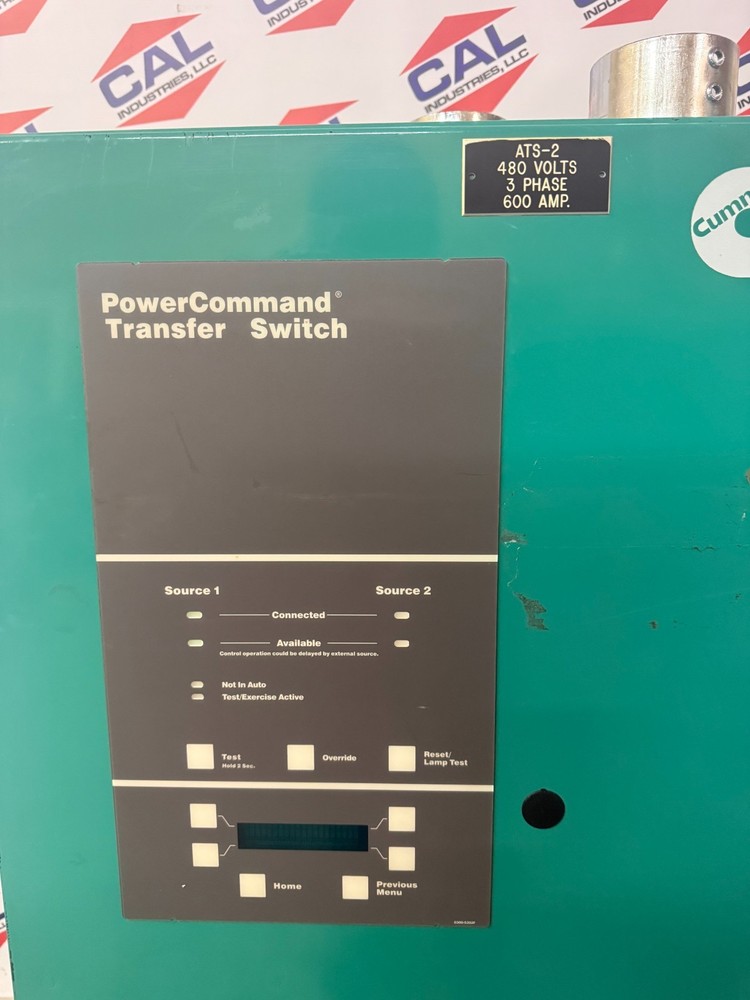 CAL
INDUSTRIES, LLC
CAL
INDUSTRIES, LLC
ATS-2
480 VOLTS
3 PHASE
600 AMP.
PowerCommand®
Transfer Switch
Source 1
Source 2
Connected
Available
Control operation could be delayed by external source.
Not In Auto
Test/Exercise Active
Test
Hold 2 Sec.
Override
Reset/
Lamp Test
Home
Previous
Menu